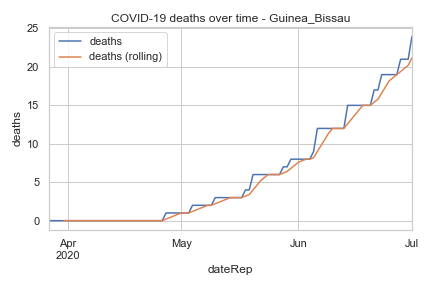 COVID-19 deaths over time - Guinea_Bissau
deaths
deaths (rolling)
25
20
15
10
5
0
deaths
Apr
2020
May
Jun
Jul
dateRep